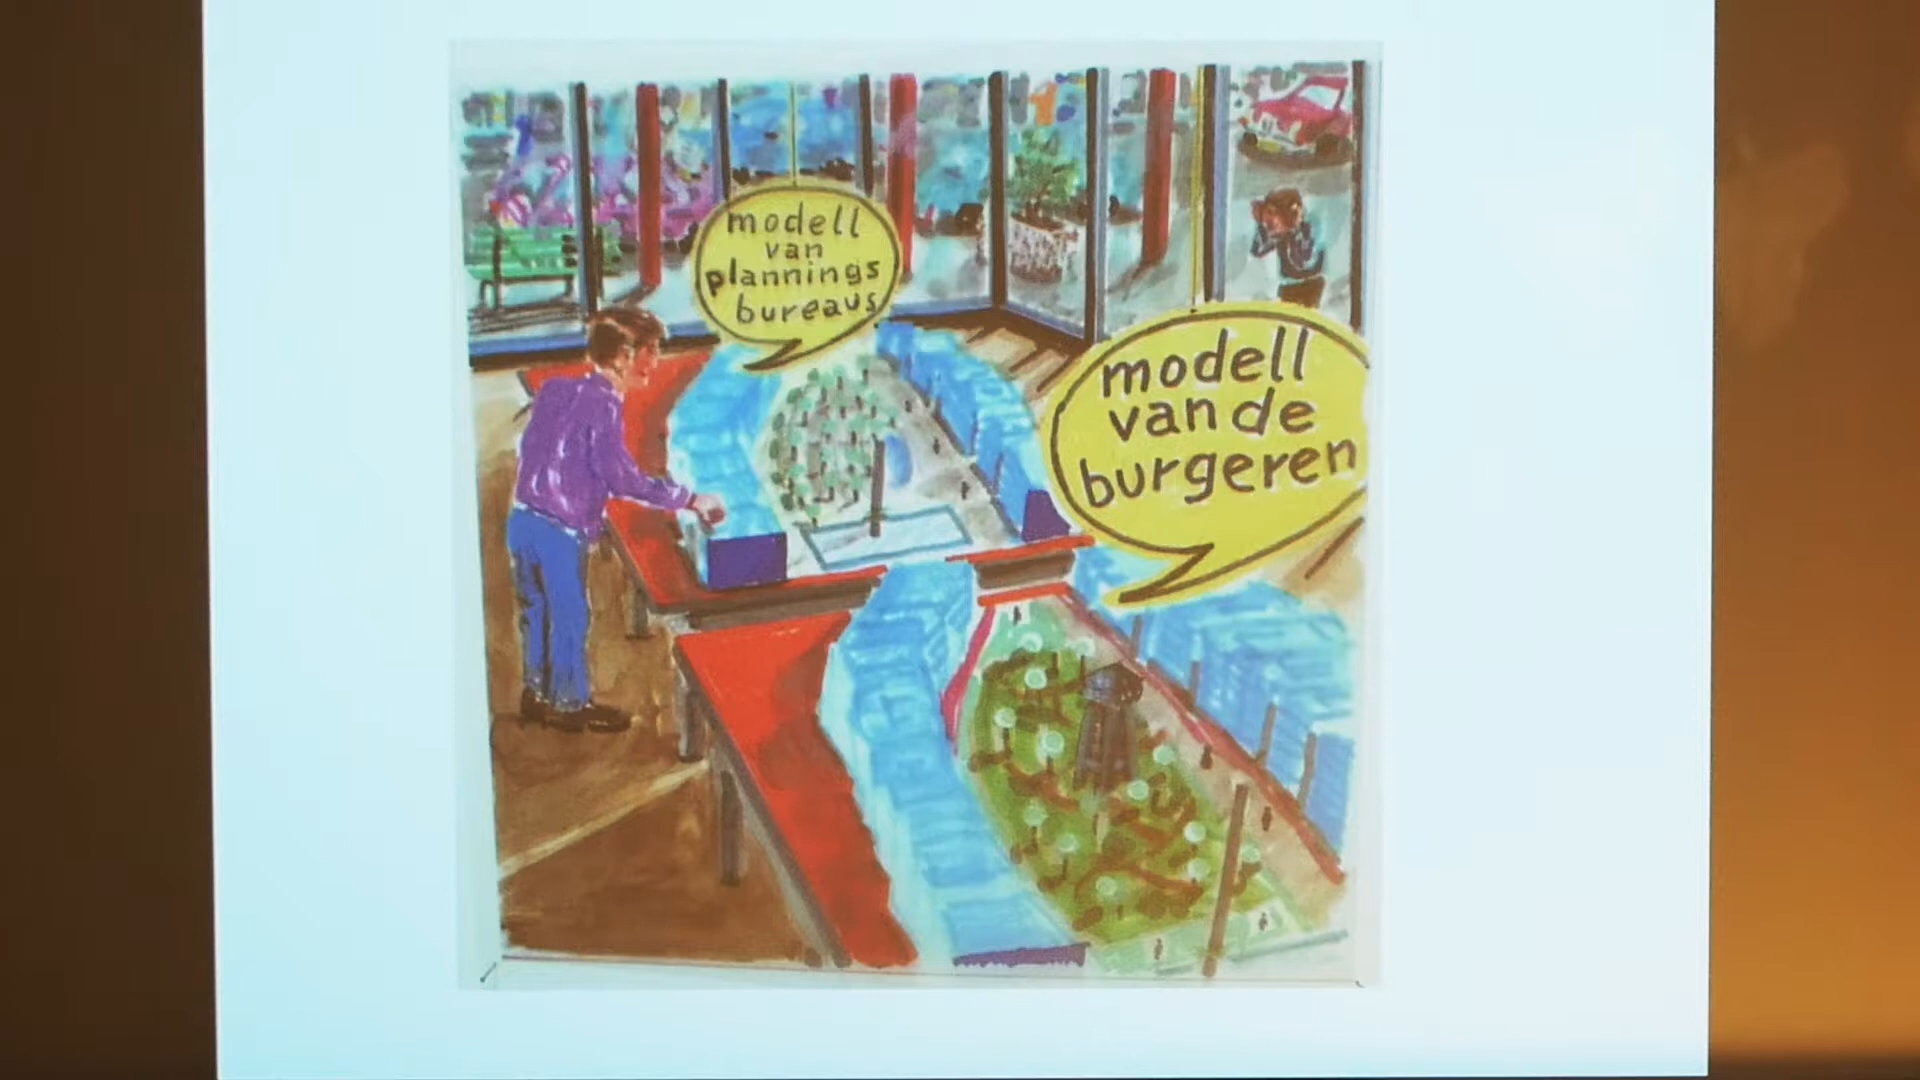 modell
van
plannings
bureaus
modell
van de
burgeren